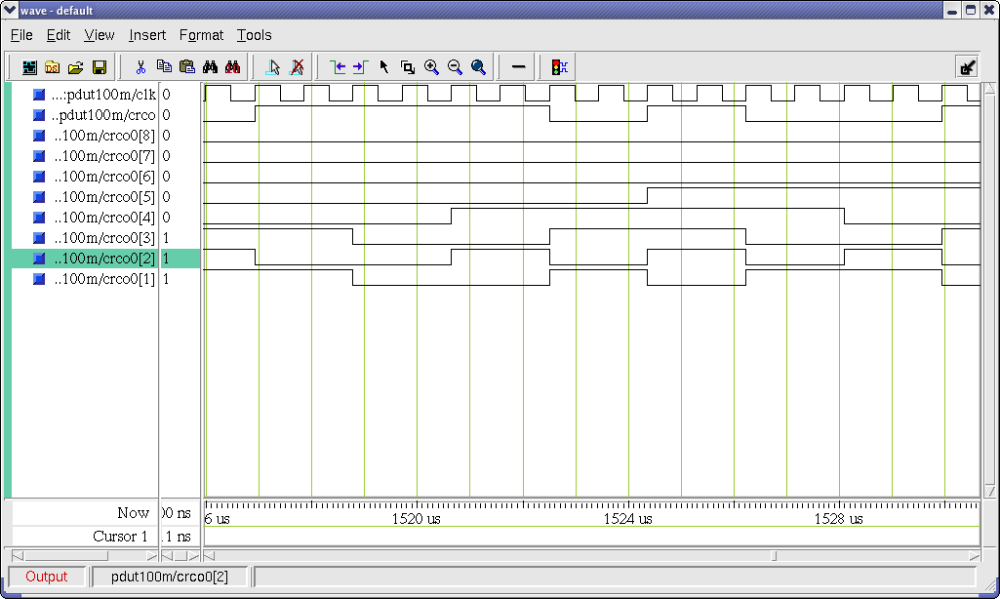 wave - default
File Edit View Insert Format Tools
DS
...:pdut100m/clk 0
..pdut100m/crco 0
..100m/crco0[8] 0
..100m/crco0[7] 0
..100m/crco0[6] 0
..100m/crco0[5] 0
..100m/crco0[4] 0
..100m/crco0[3] 1
..100m/crco0[2] 1
..100m/crco0[1] 1
Now 00 ns 6 us 1520 us 1524 us 1528 us
Cursor 1 .1 ns
Output pdut100m/crco0[2]